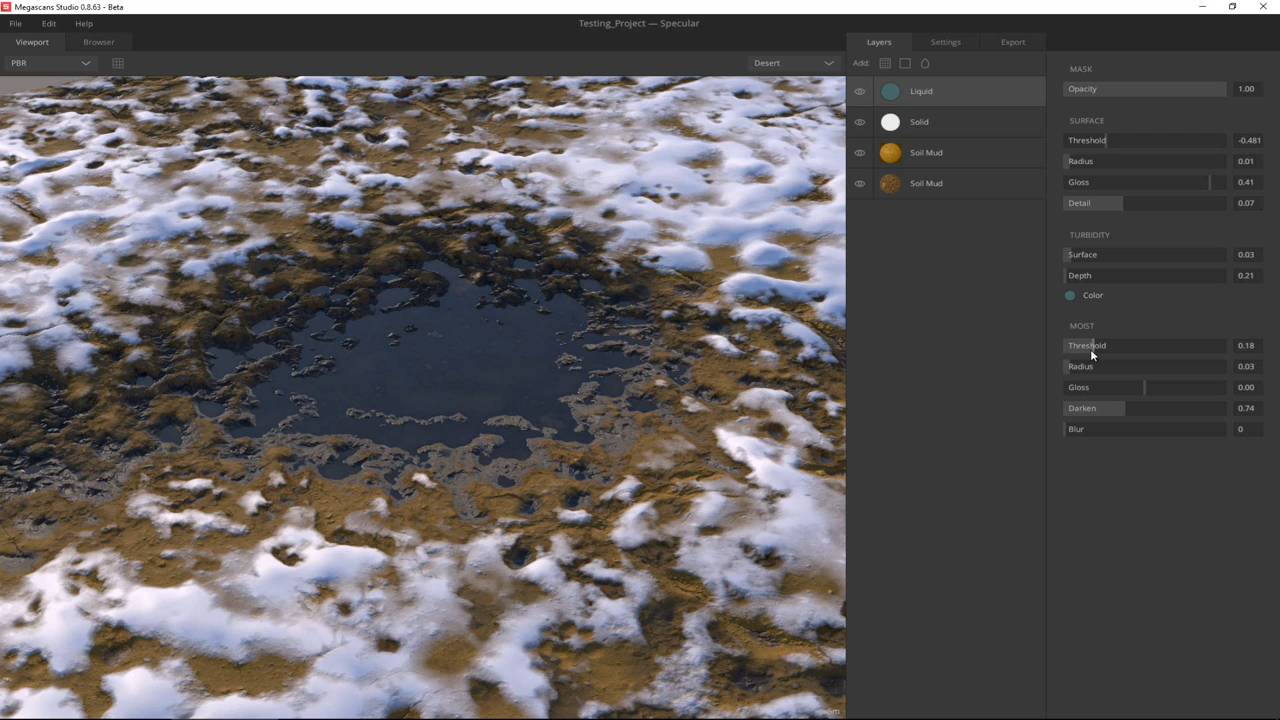 Megascans Studio 0.8.63 - Beta
File Edit Help Testing_Project — Specular
Viewport Browser Layers Settings Export
PBR Desert Add:
Liquid
Solid
Soil Mud
Soil Mud
MASK
Opacity 1.00
SURFACE
Threshold -0.481
Radius 0.01
Gloss 0.41
Detail 0.07
TURBIDITY
Surface 0.03
Depth 0.21
Color
MOIST
Threshold 0.18
Radius 0.03
Gloss 0.00
Darken 0.74
Blur 0